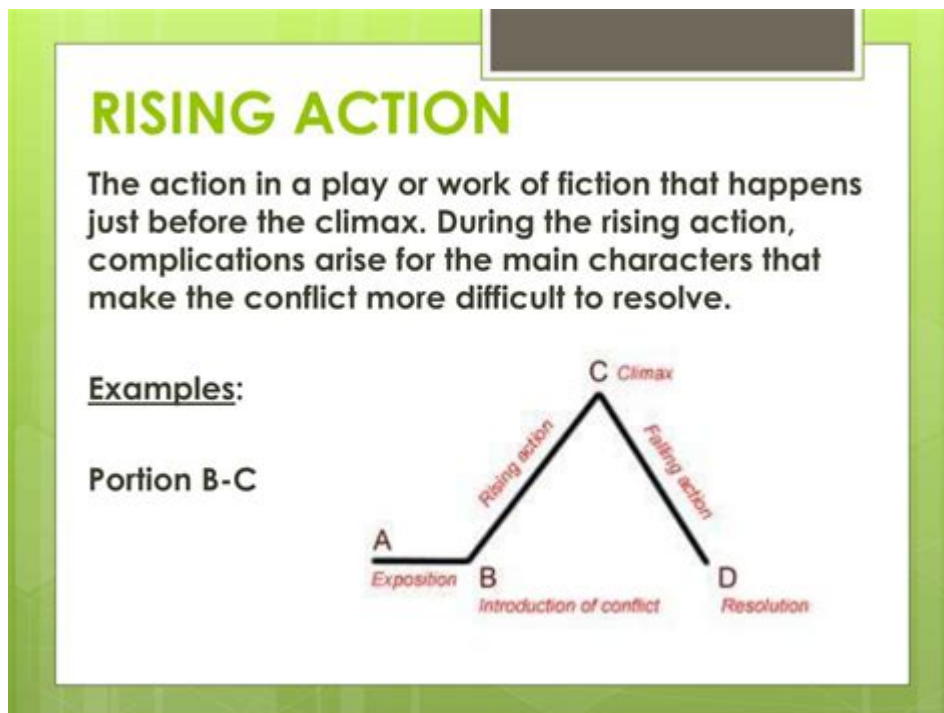 RISING ACTION
The action in a play or work of fiction that happens
just before the climax. During the rising action,
complications arise for the main characters that
make the conflict more difficult to resolve.
Examples:
Portion B-C
C Climax
Rising action
Falling action
A
Exposition
B
Introduction of conflict
D
Resolution